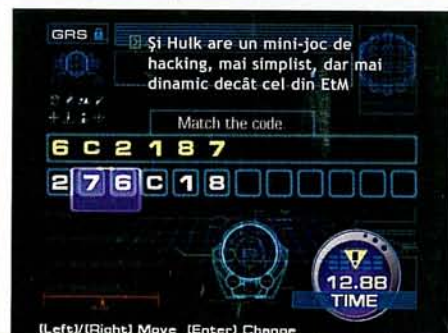 GRS
Și Hulk are un mini-joc de
hacking, mai simplist, dar mai
dinamic decât cel din EtM
Match the code
6 C 2 1 8 7
2 7 6 C 1 8
12.88
TIME
[Left]/[Right] Move [Enter] Change